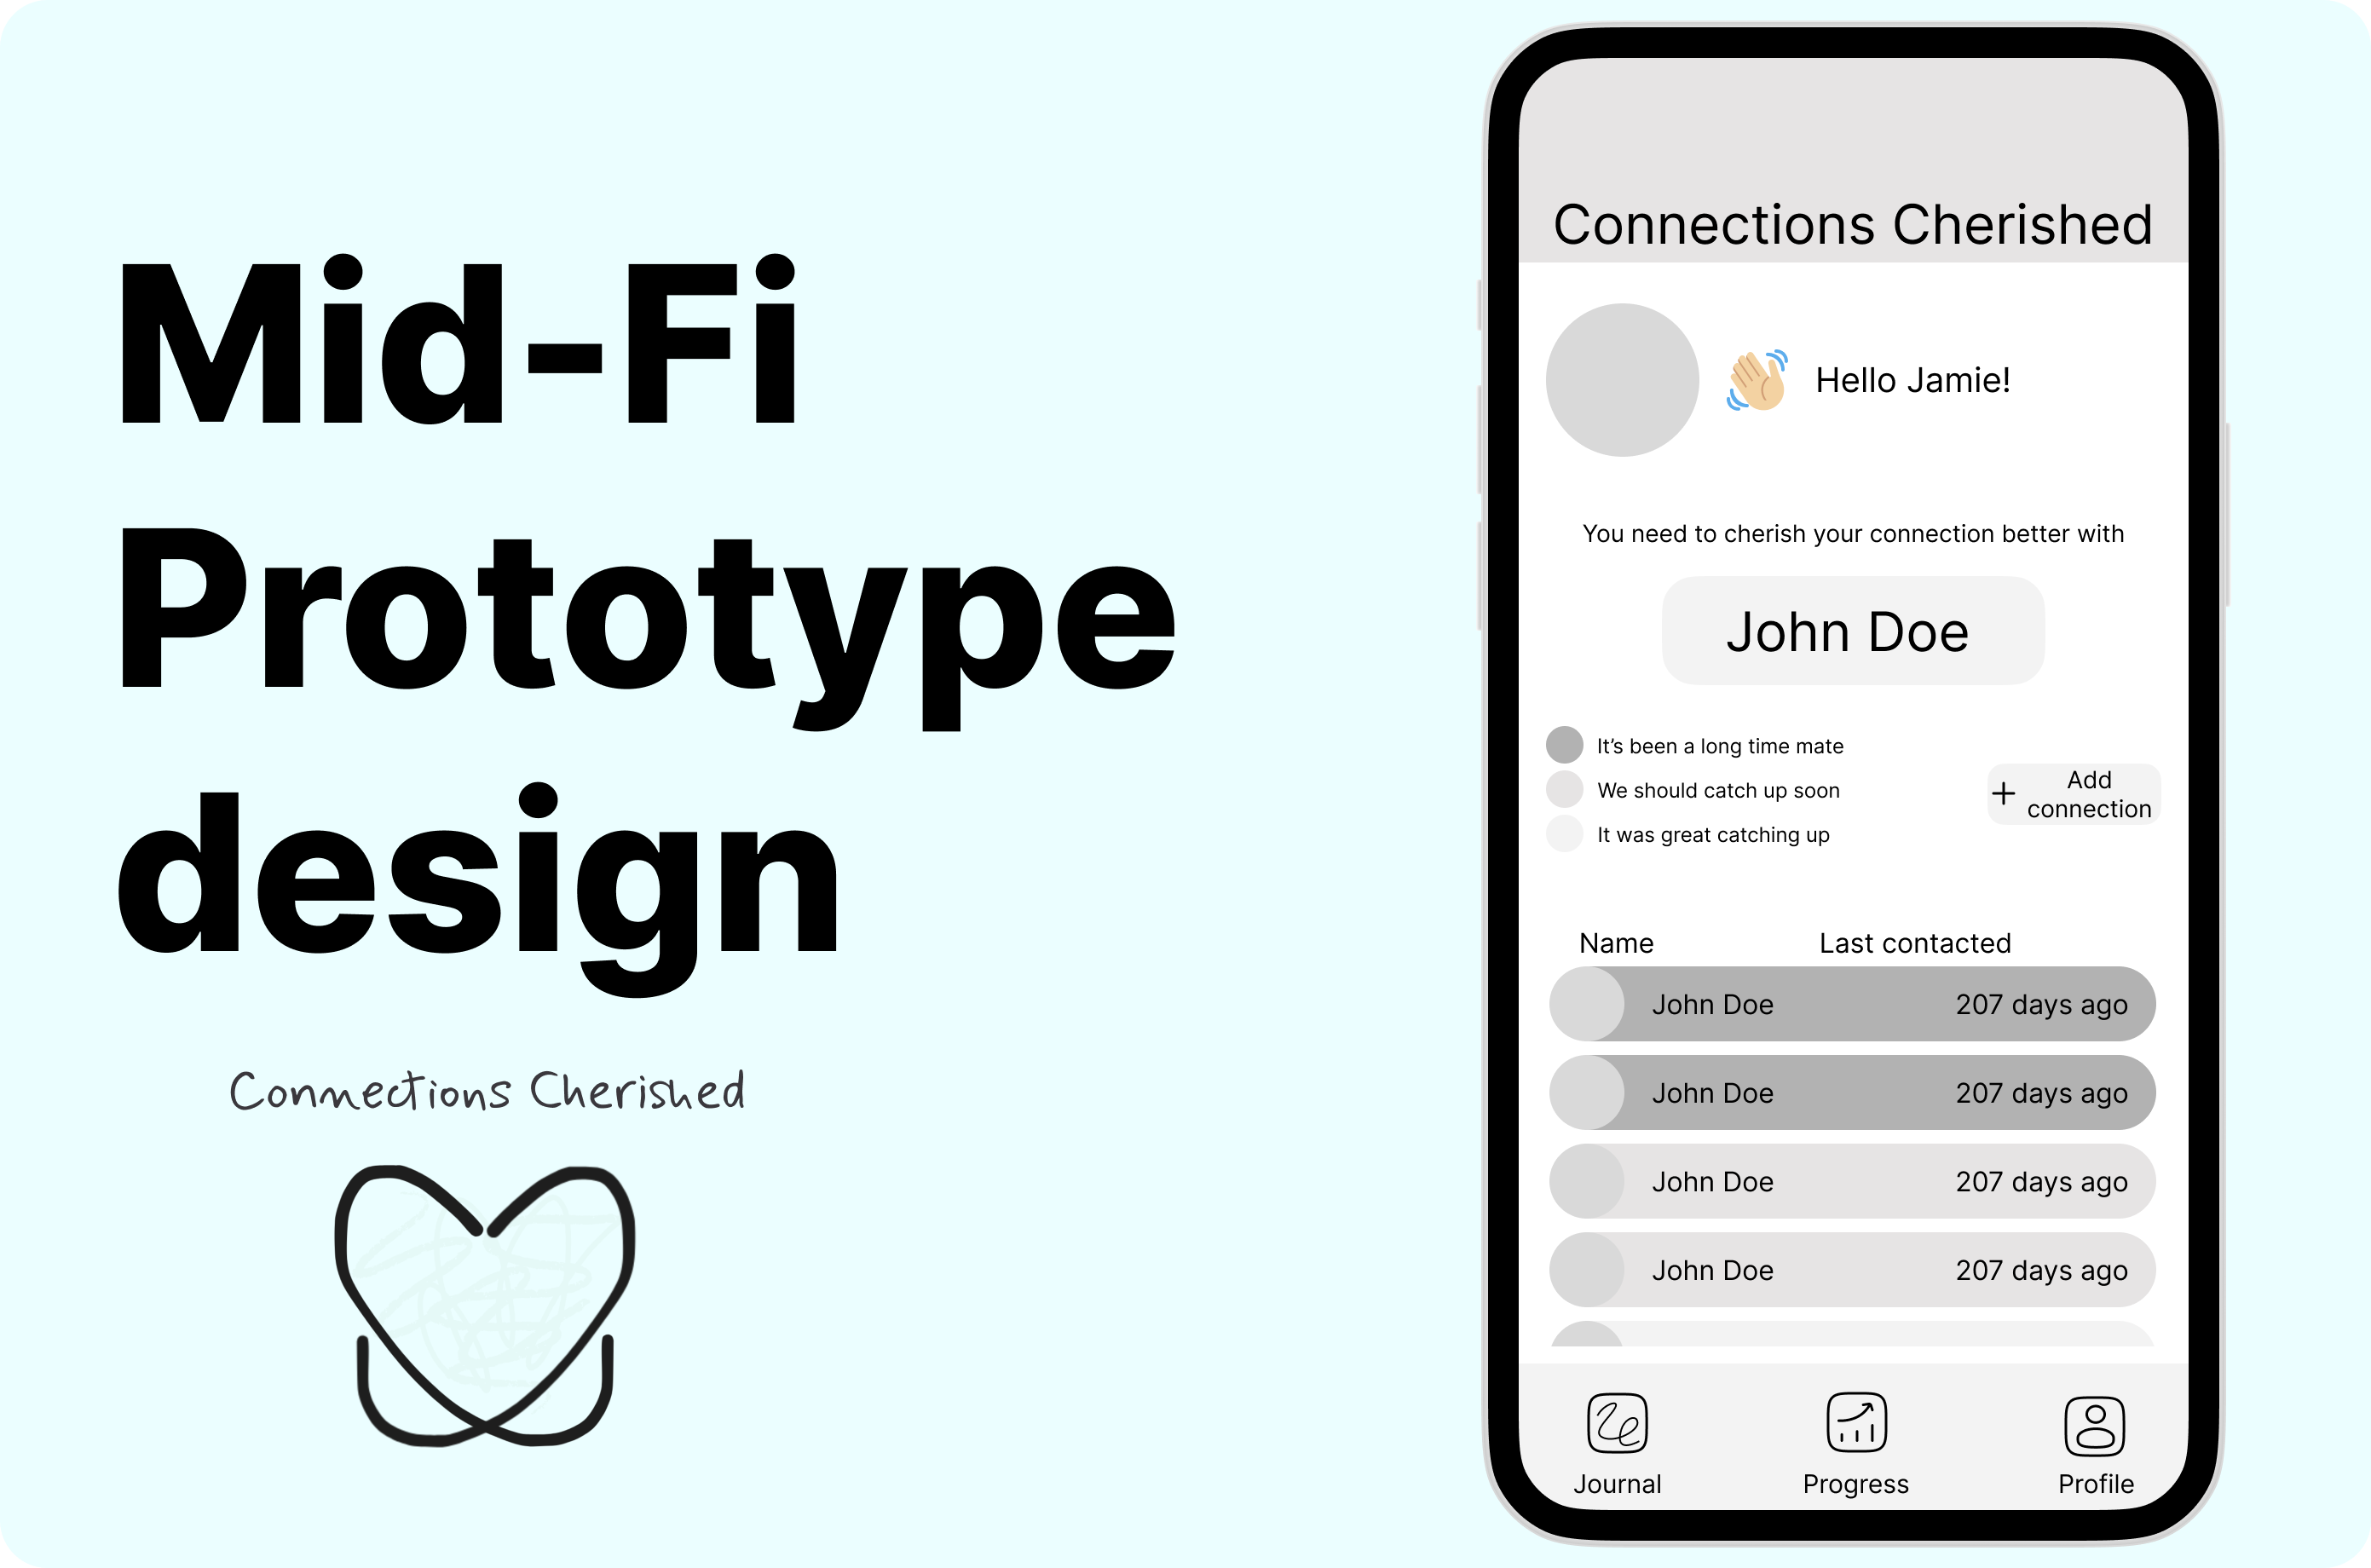 Mid-Fi
Prototype
design
Connections Cherished
Connections Cherished
Hello Jamie!
You need to cherish your connection better with
John Doe
It’s been a long time mate
We should catch up soon
It was great catching up
Add
connection
Name Last contacted
John Doe 207 days ago
John Doe 207 days ago
John Doe 207 days ago
John Doe 207 days ago
Journal Progress Profile